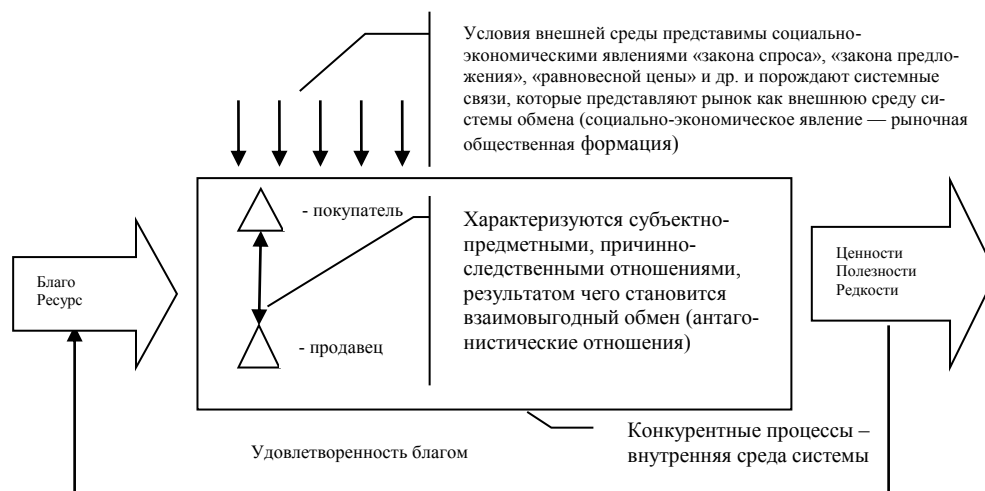 Условия внешней среды представимы социально-
экономическими явлениями «закона спроса», «закона предло-
жения», «равновесной цены» и др. и порождают системные
связи, которые представляют рынок как внешнюю среду си-
стемы обмена (социально-экономическое явление — рыночная
общественная формация)
- покупатель
Характеризуются субъектно-
предметными, причинно-
следственными отношениями,
результатом чего становится
взаимовыгодный обмен (антаго-
нистические отношения)
- продавец
Благо
Ресурс
Ценности
Полезности
Редкости
Удовлетворенность благом
Конкурентные процессы –
внутренняя среда системы